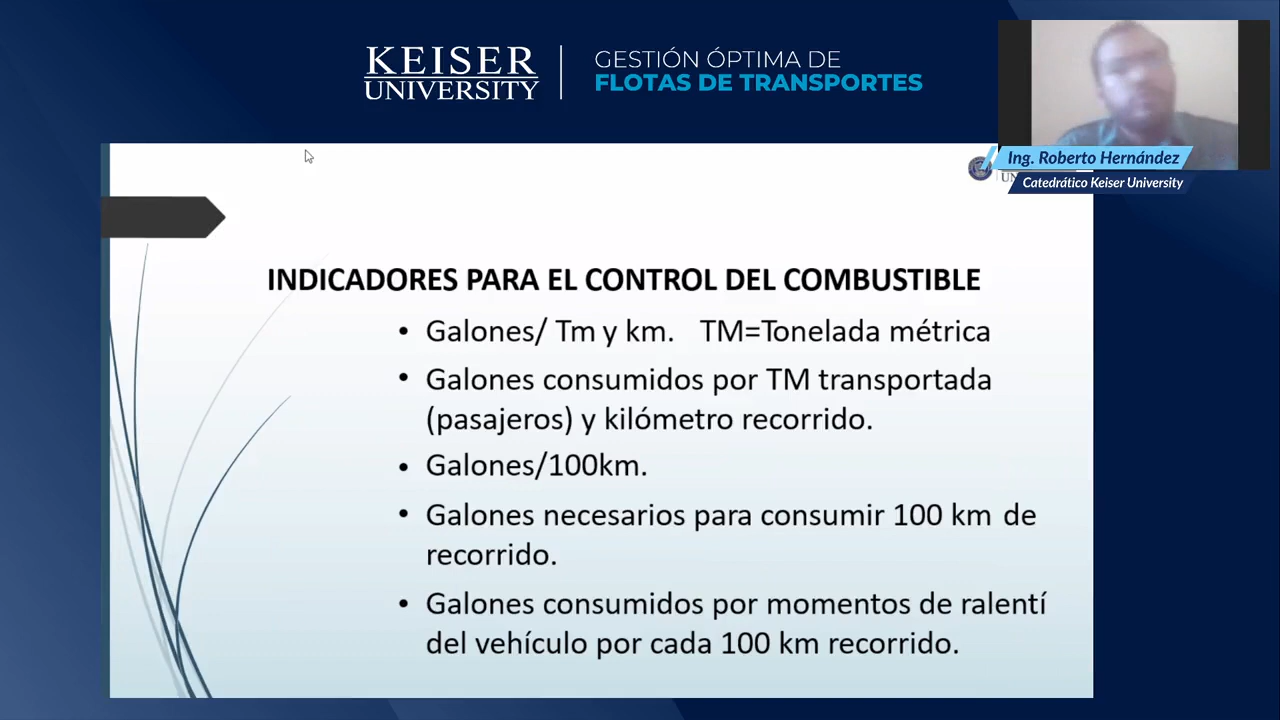 KEISER
UNIVERSITY
GESTIÓN ÓPTIMA DE
FLOTAS DE TRANSPORTES
Ing. Roberto Hernández
Catedrático Keiser University
INDICADORES PARA EL CONTROL DEL COMBUSTIBLE
• Galones/ Tm y km. TM=Tonelada métrica
• Galones consumidos por TM transportada
(pasajeros) y kilómetro recorrido.
• Galones/100km.
• Galones necesarios para consumir 100 km de
recorrido.
• Galones consumidos por momentos de ralentí
del vehículo por cada 100 km recorrido.